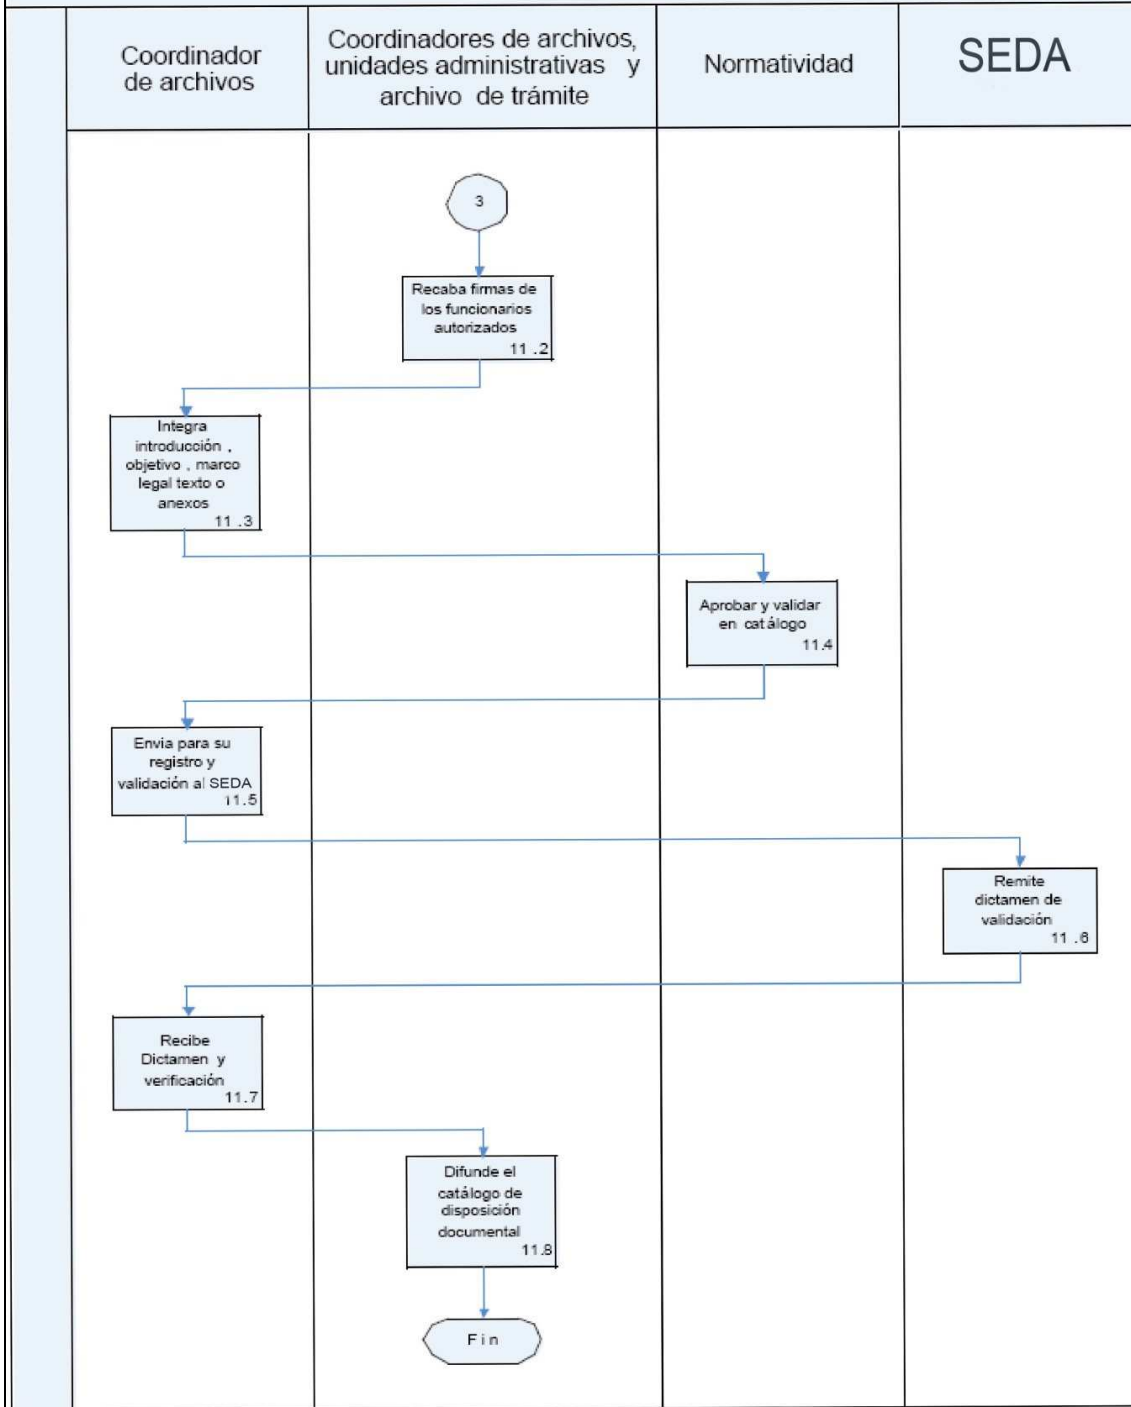 Coordinador
de archivos
Coordinadores de archivos,
unidades administrativas y
archivo de trámite
Normatividad
SEDA
3
Recaba firmas de
los funcionarios
autorizados
11 .2
Integra
introducción ,
objetivo , marco
legal texto o
anexos
11 .3
Aprobar y validar
en catálogo
11.4
Envia para su
registro y
validación al SEDA
11.5
Remite
dictamen de
validación
11 .6
Recibe
Dictamen y
verificación
11.7
Difunde el
catálogo de
disposición
documental
11.8
Fin